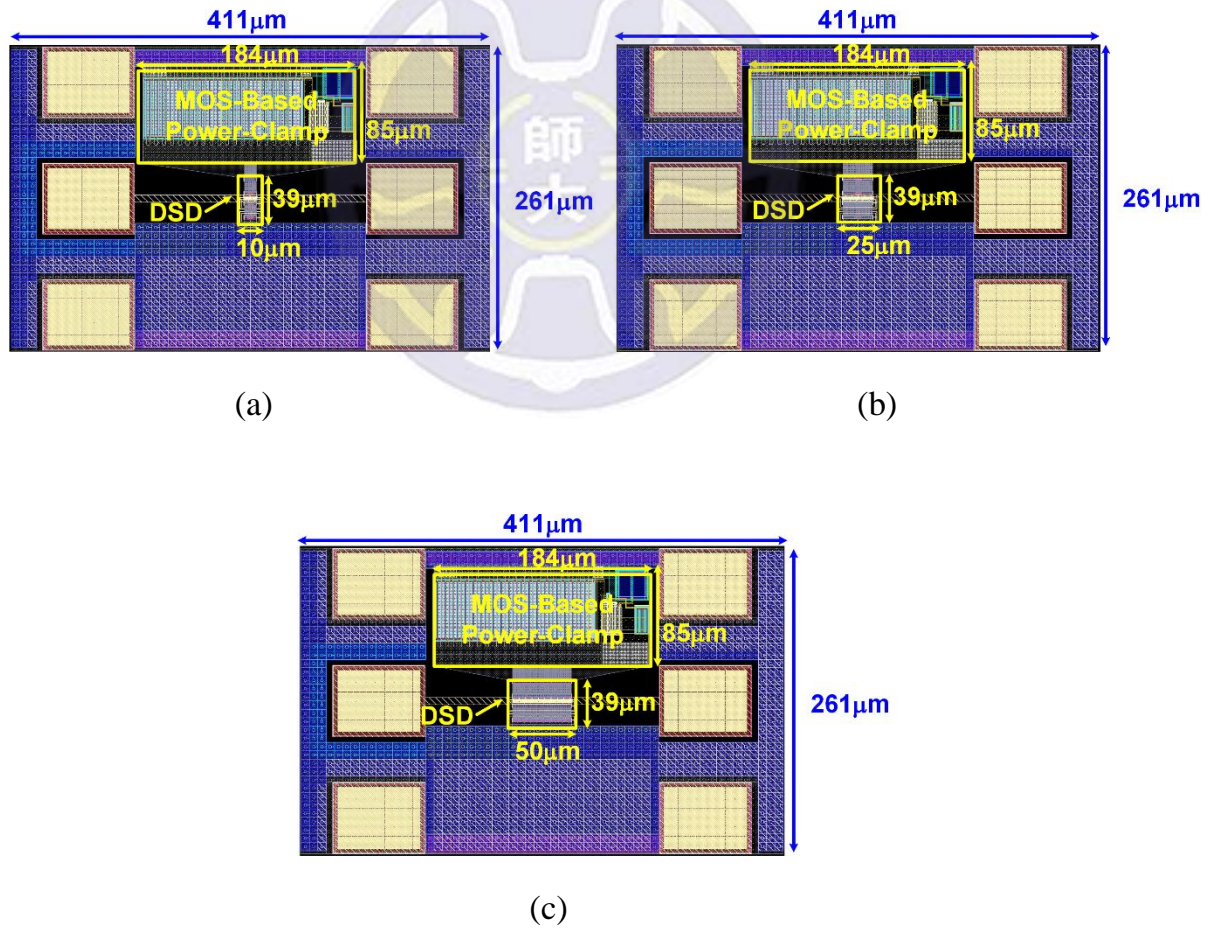 411μm
411μm
184μm
184μm
MOS-Based
Power-Clamp
85μm
MOS-Based
Power-Clamp
85μm
師
大
DSD
39μm
10μm
261μm
DSD
39μm
25μm
261μm
(a)
(b)
411μm
184μm
MOS-Based
Power-Clamp
85μm
DSD
39μm
50μm
261μm
(c)